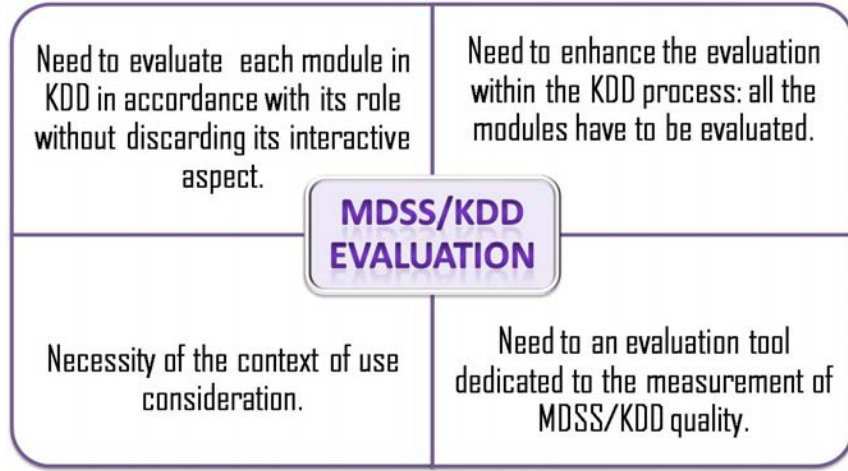 Need to evaluate each module in
KDD in accordance with its role
without discarding its interactive
aspect.
Need to enhance the evaluation
within the KDD process: all the
modules have to be evaluated.
MDSS/KDD
EVALUATION
Necessity of the context of use
consideration.
Need to an evaluation tool
dedicated to the measurement of
MDSS/KDD quality.